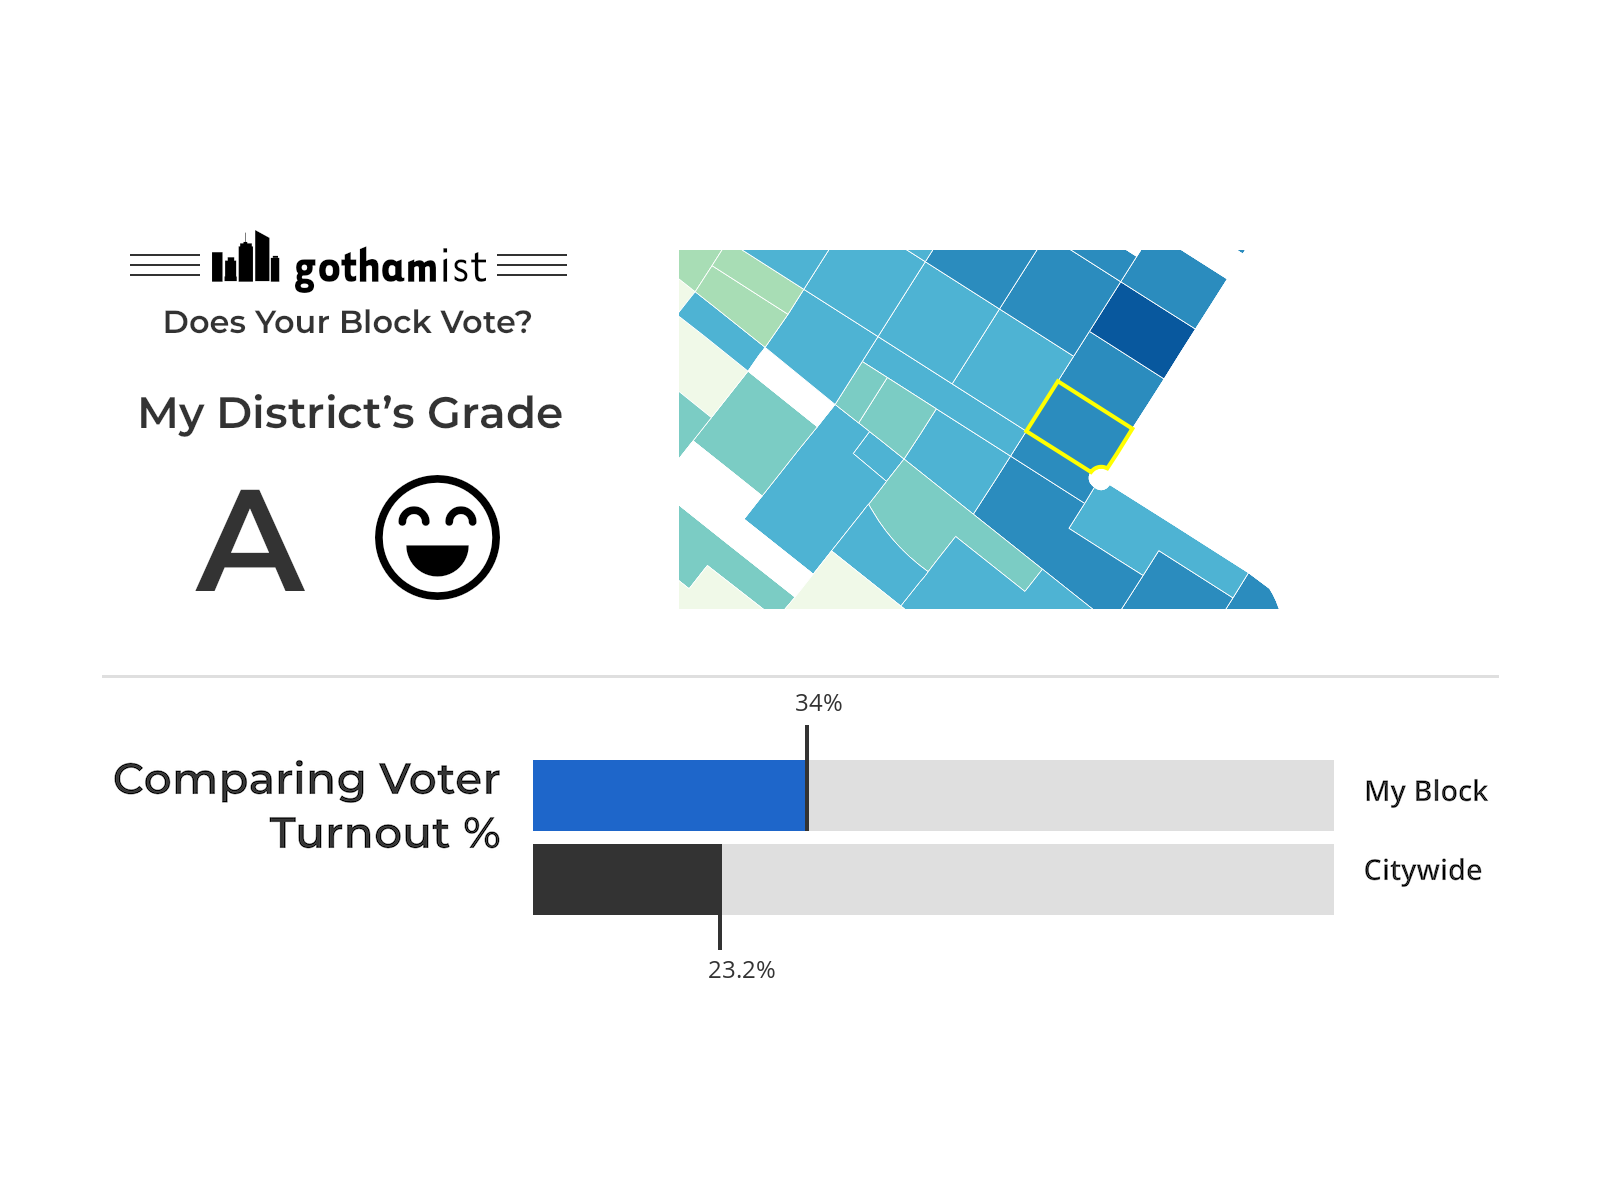 gothamist
Does Your Block Vote?
My District’s Grade
A
34%
Comparing Voter
Turnout %
My Block
Citywide
23.2%